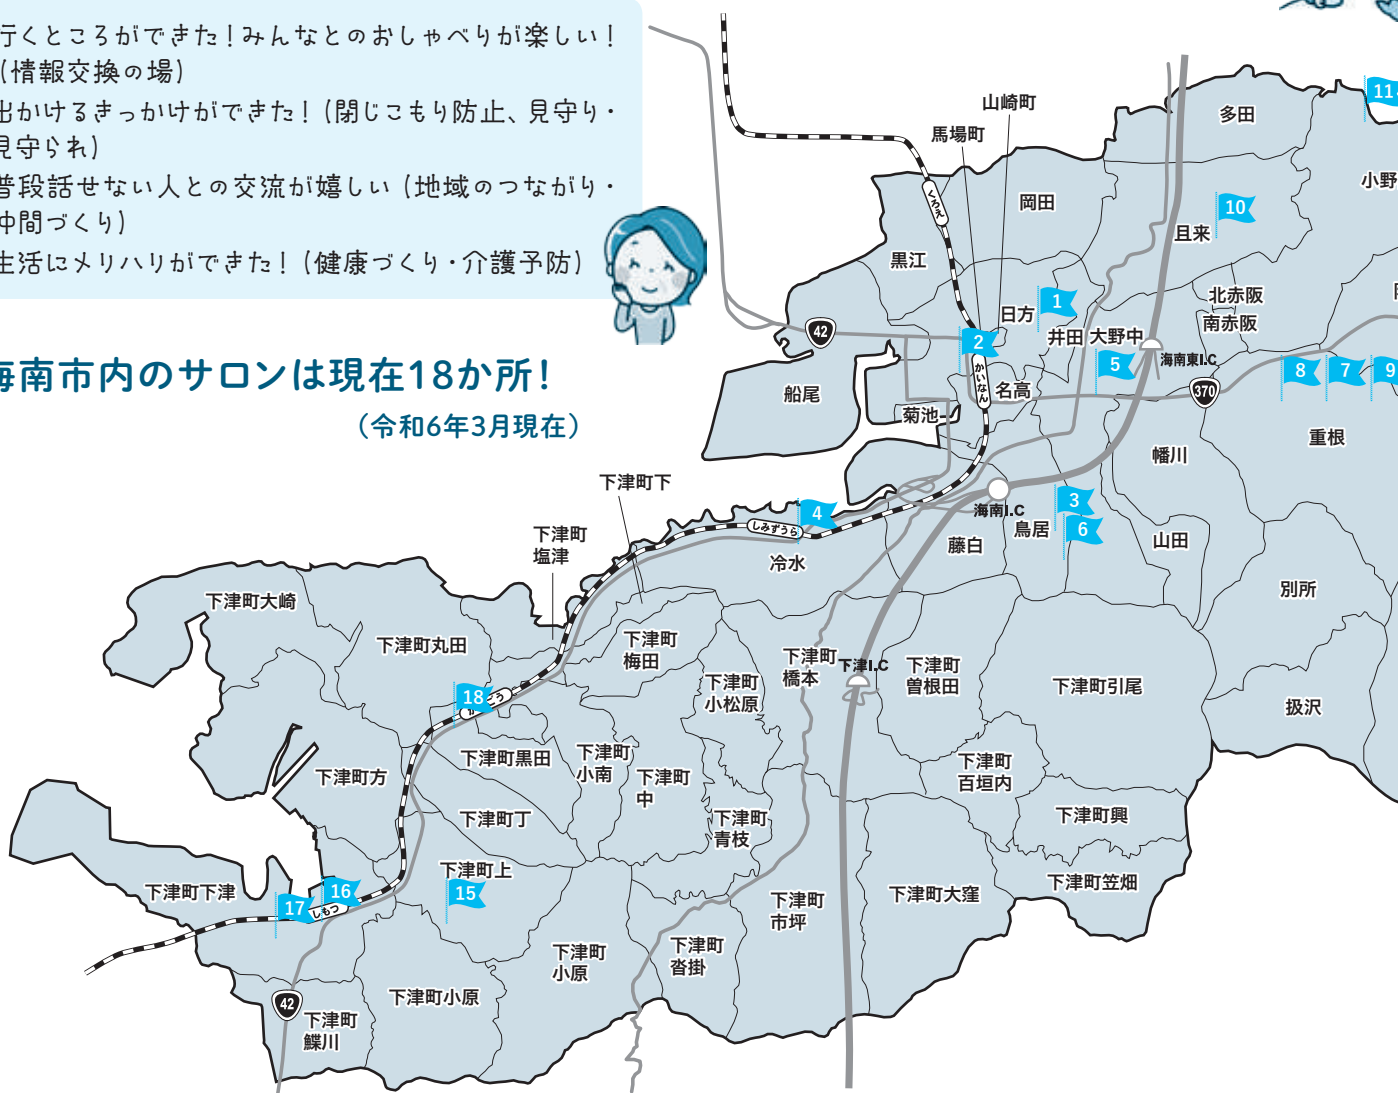 行くところができた！みんなとのおしゃべりが楽しい！
（情報交換の場）
出かけるきっかけができた！（閉じこもり防止、見守り・
見守られ）
普段話せない人との交流が嬉しい（地域のつながり・
仲間づくり）
生活にメリハリができた！（健康づくり・介護予防）
海南市内のサロンは現在18か所！
（令和6年3月現在）
11
多田
山崎町
馬場町
小野
くろえ
岡田
10
且来
黒江
北赤阪
1
日方
南赤阪
42
2
井田
大野中
海南東I.C
5
8
7
9
かいなん
船尾
名高
370
菊池
重根
幡川
下津町下
海南I.C
3
4
しみずうら
鳥居
6
下津町
塩津
藤白
山田
冷水
別所
下津町大崎
下津町丸田
下津町
梅田
下津町
橋本
下津I.C
下津町
曽根田
下津町
小松原
下津町引尾
18
扱沢
下津町黒田
下津町
小南
下津町
中
下津町方
下津町
百垣内
下津町丁
下津町
青枝
下津町興
下津町上
下津町下津
16
15
17
しもつ
下津町大窪
下津町笠畑
下津町
市坪
下津町
小原
下津町
沓掛
下津町小原
42
下津町
鰈川